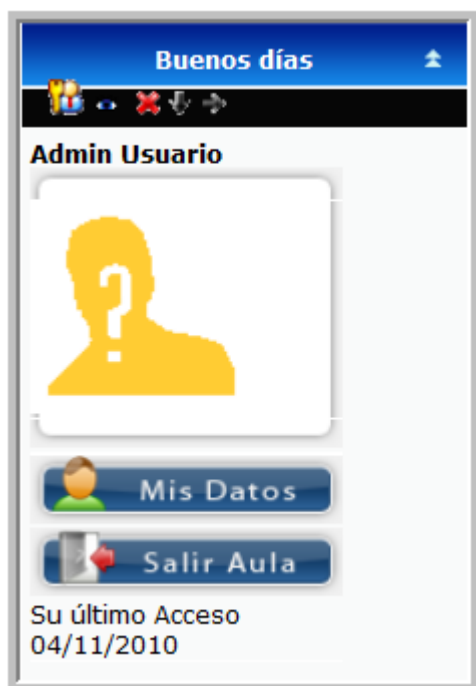 Buenos días
Admin Usuario
?
Mis Datos
Salir Aula
Su último Acceso
04/11/2010